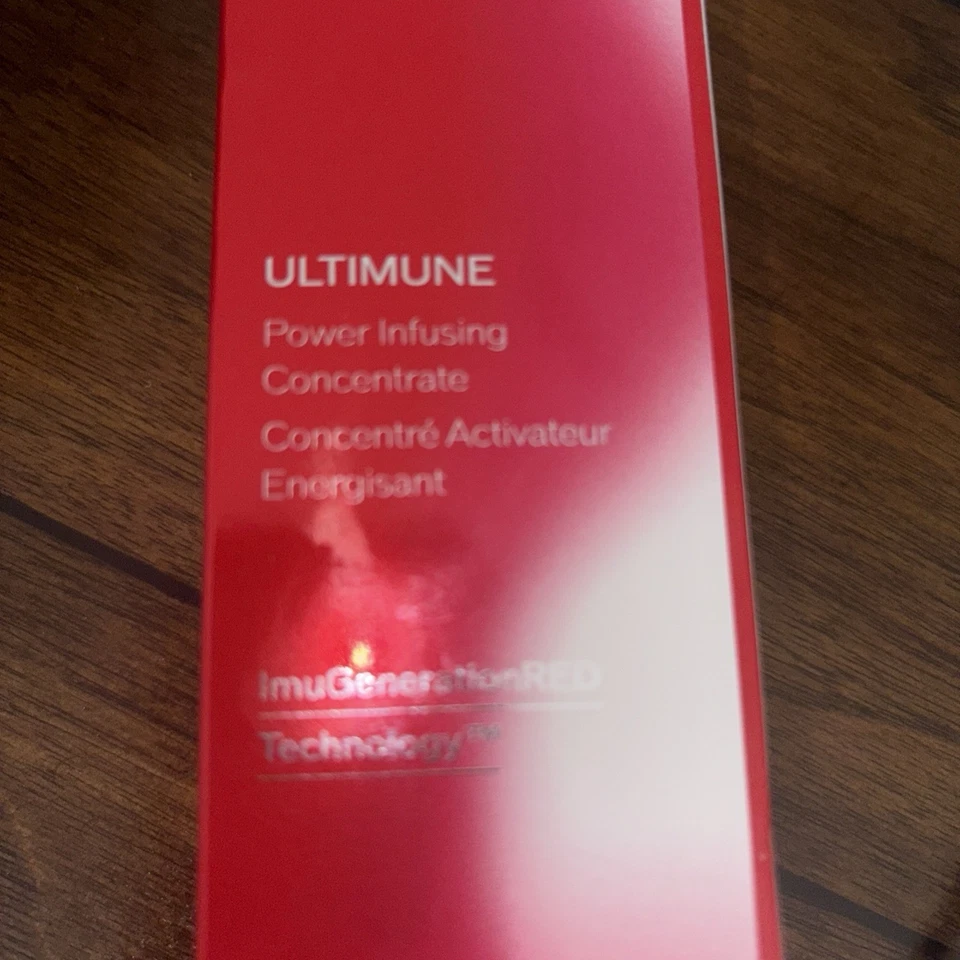 ULTIMUNE
Power Infusing
Concentrate
Concentré Activateur
Energisant
ImuGenerationRED
Technology™